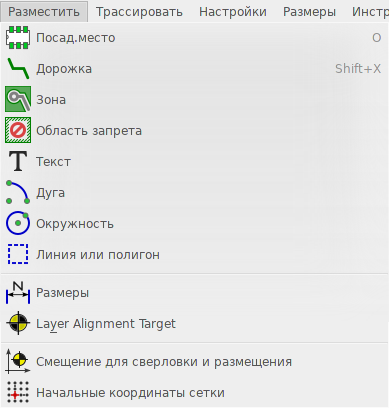 Разместить Трассировать Настройки Размеры Инстр
Посад.место O
Дорожка Shift+X
Зона
Область запрета
Текст
Дуга
Окружность
Линия или полигон
Размеры
Layer Alignment Target
Смещение для сверловки и размещения
Начальные координаты сетки